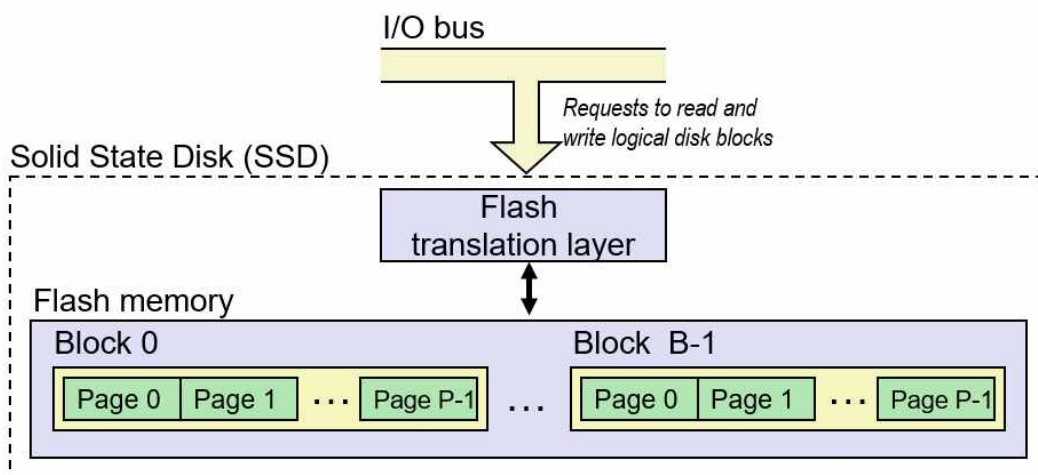 I/O bus
Requests to read and
write logical disk blocks
Solid State Disk (SSD)
Flash
translation layer
Flash memory
Block 0
Block B-1
Page 0 Page 1 ... Page P-1 ... Page 0 Page 1 ... Page P-1